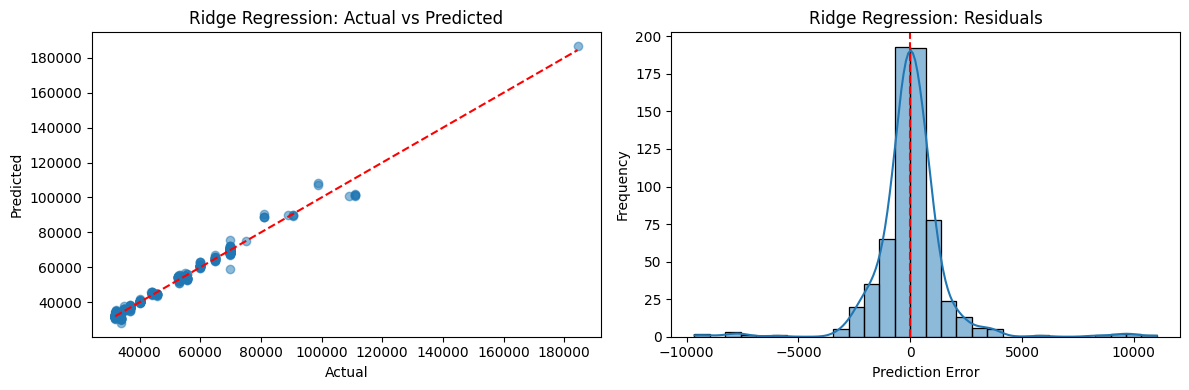 Ridge Regression: Actual vs Predicted
180000
160000
140000
120000
100000
80000
60000
40000
Predicted
40000 60000 80000 100000 120000 140000 160000 180000
Actual
Ridge Regression: Residuals
200
175
150
125
100
75
50
25
0
Frequency
−10000 −5000 0 5000 10000
Prediction Error